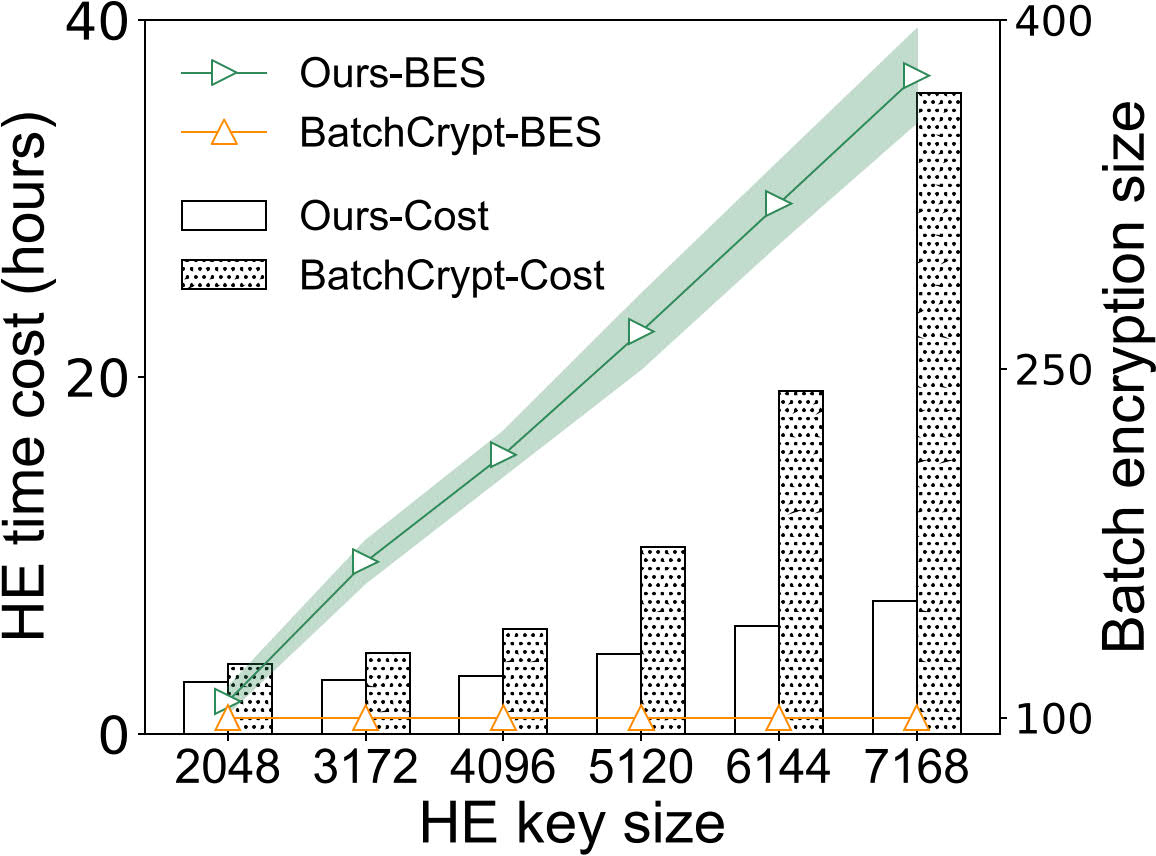 HE time cost (hours)
40
20
0
Ours-BES
BatchCrypt-BES
Ours-Cost
BatchCrypt-Cost
400
250
100
Batch encryption size
2048 3172 4096 5120 6144 7168
HE key size